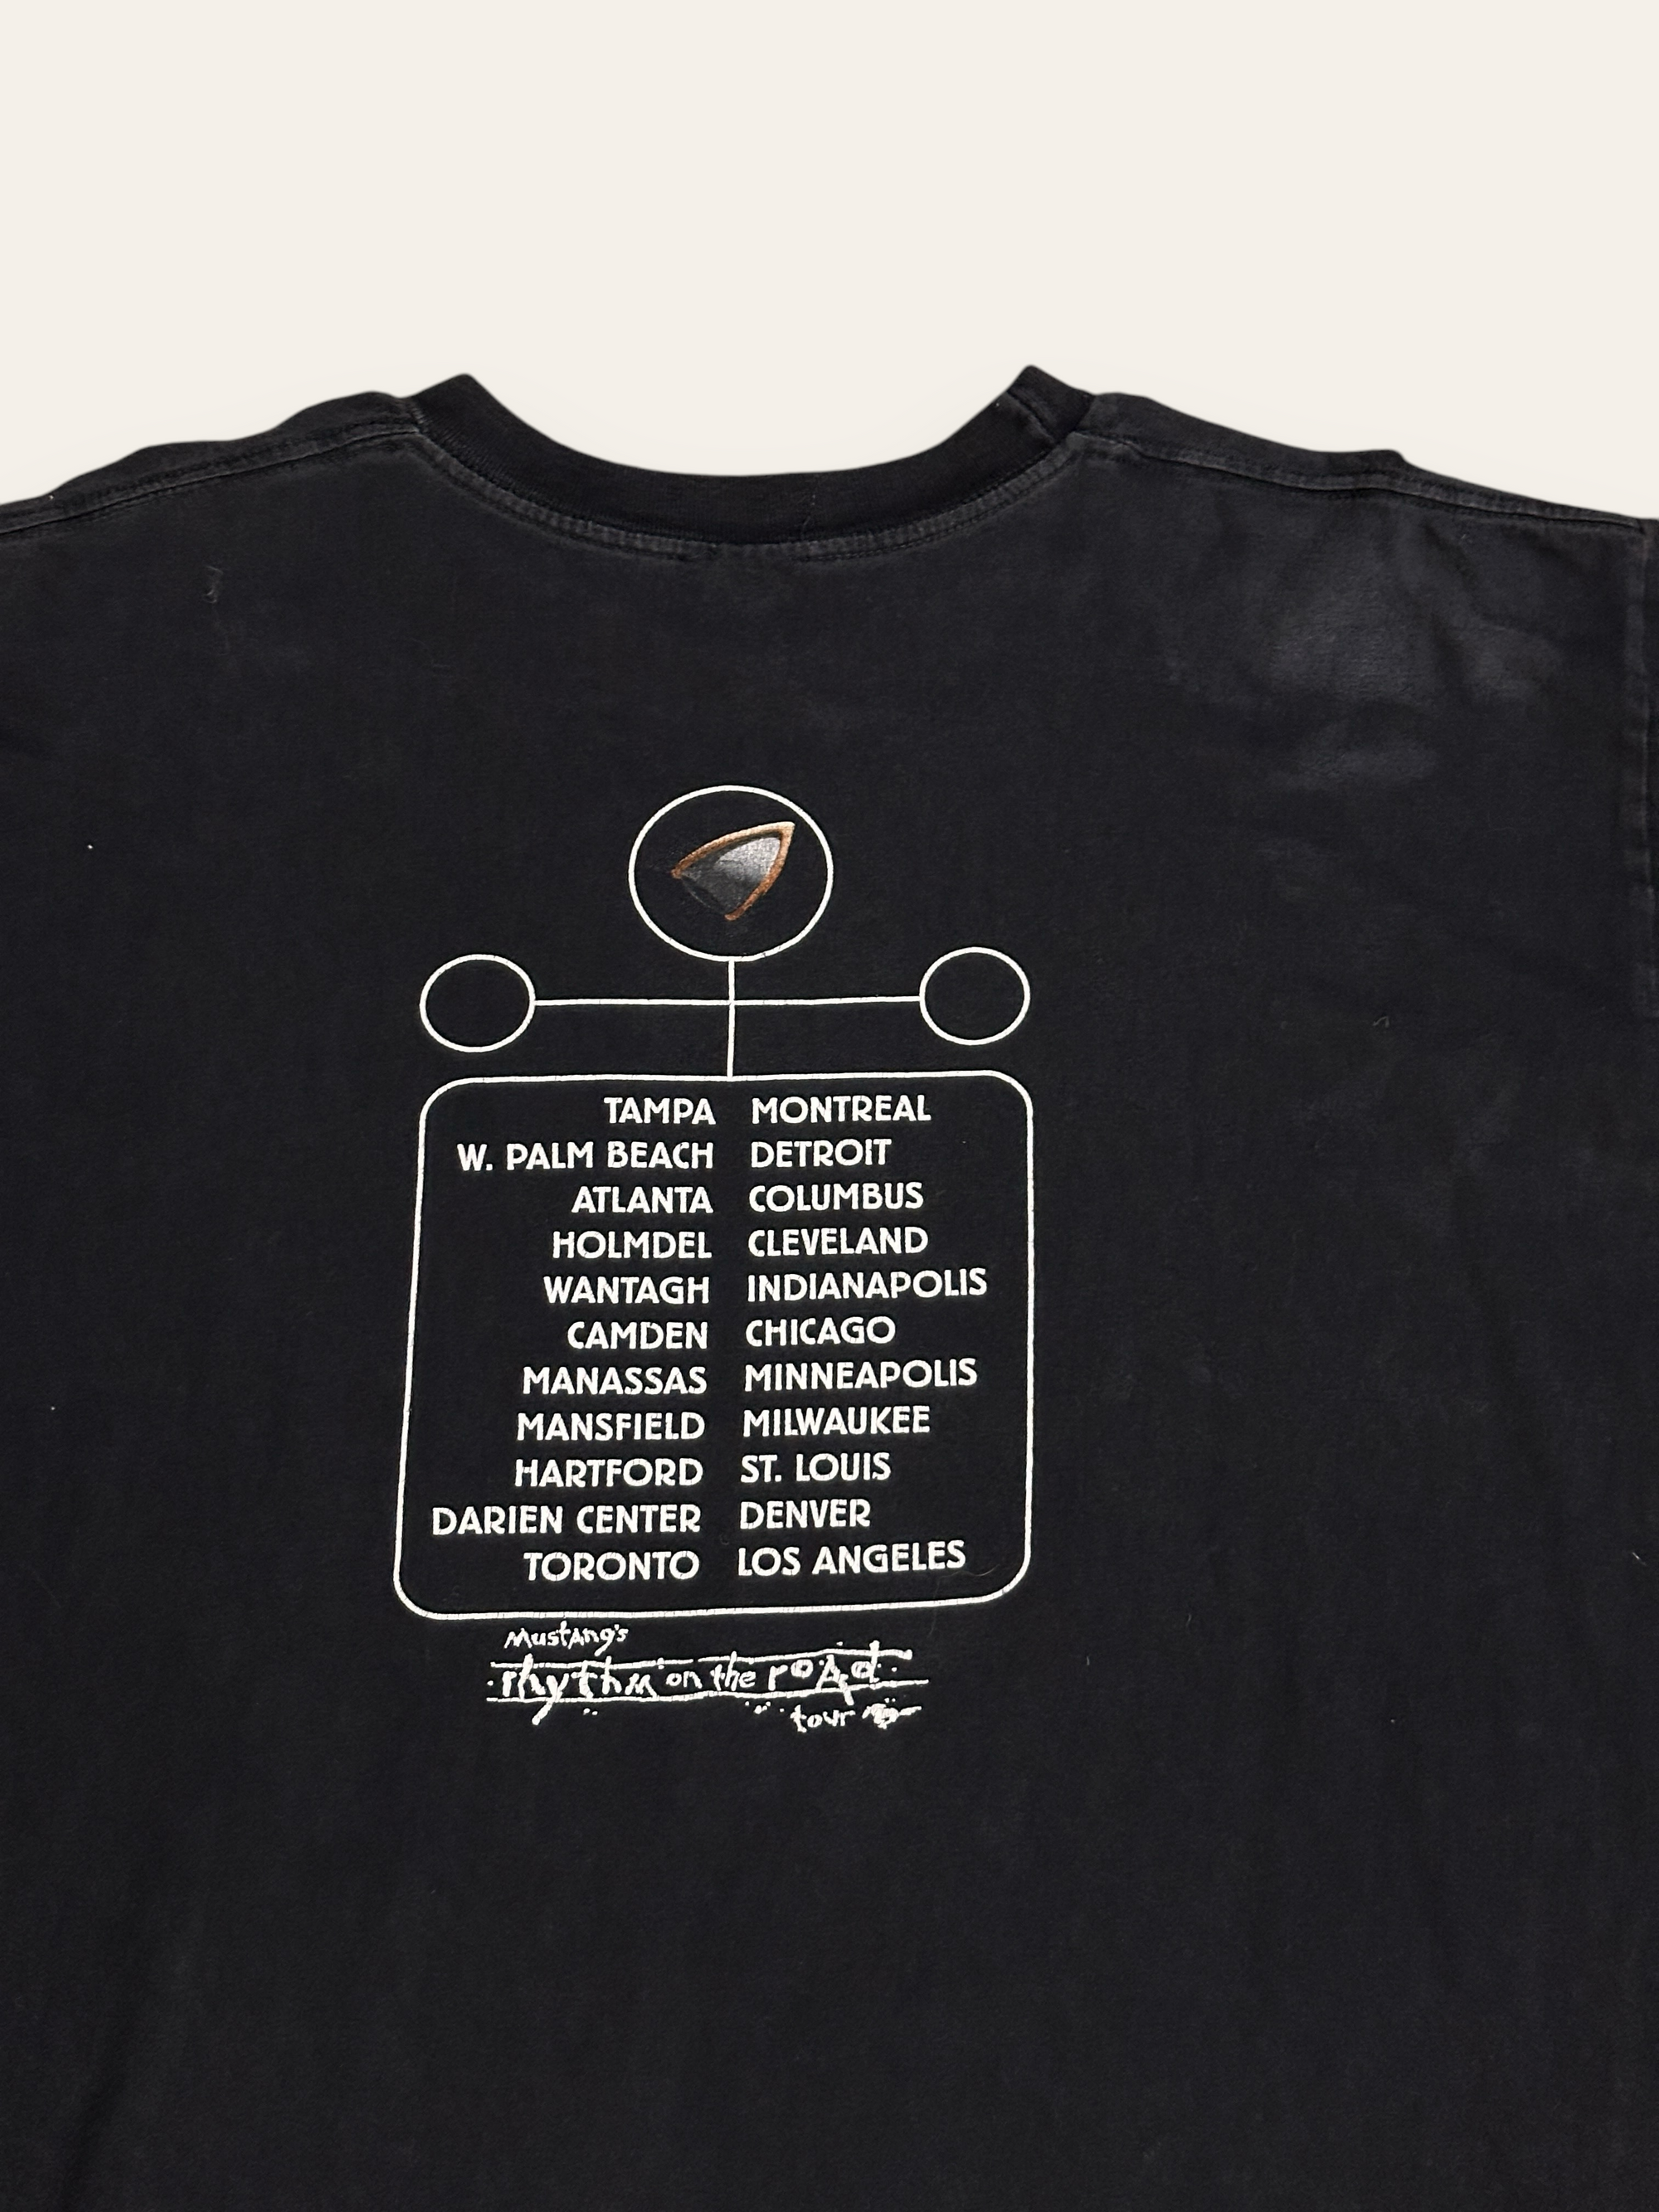 TAMPA
W. PALM BEACH
ATLANTA
HOLMDEL
WANTAGH
CAMDEN
MANASSAS
MANSFIELD
HARTFORD
DARIEN CENTER
TORONTO
MONTREAL
DETROIT
COLUMBUS
CLEVELAND
INDIANAPOLIS
CHICAGO
MINNEAPOLIS
MILWAUKEE
ST. LOUIS
DENVER
LOS ANGELES
Mustang's
rhythm on the road
tour